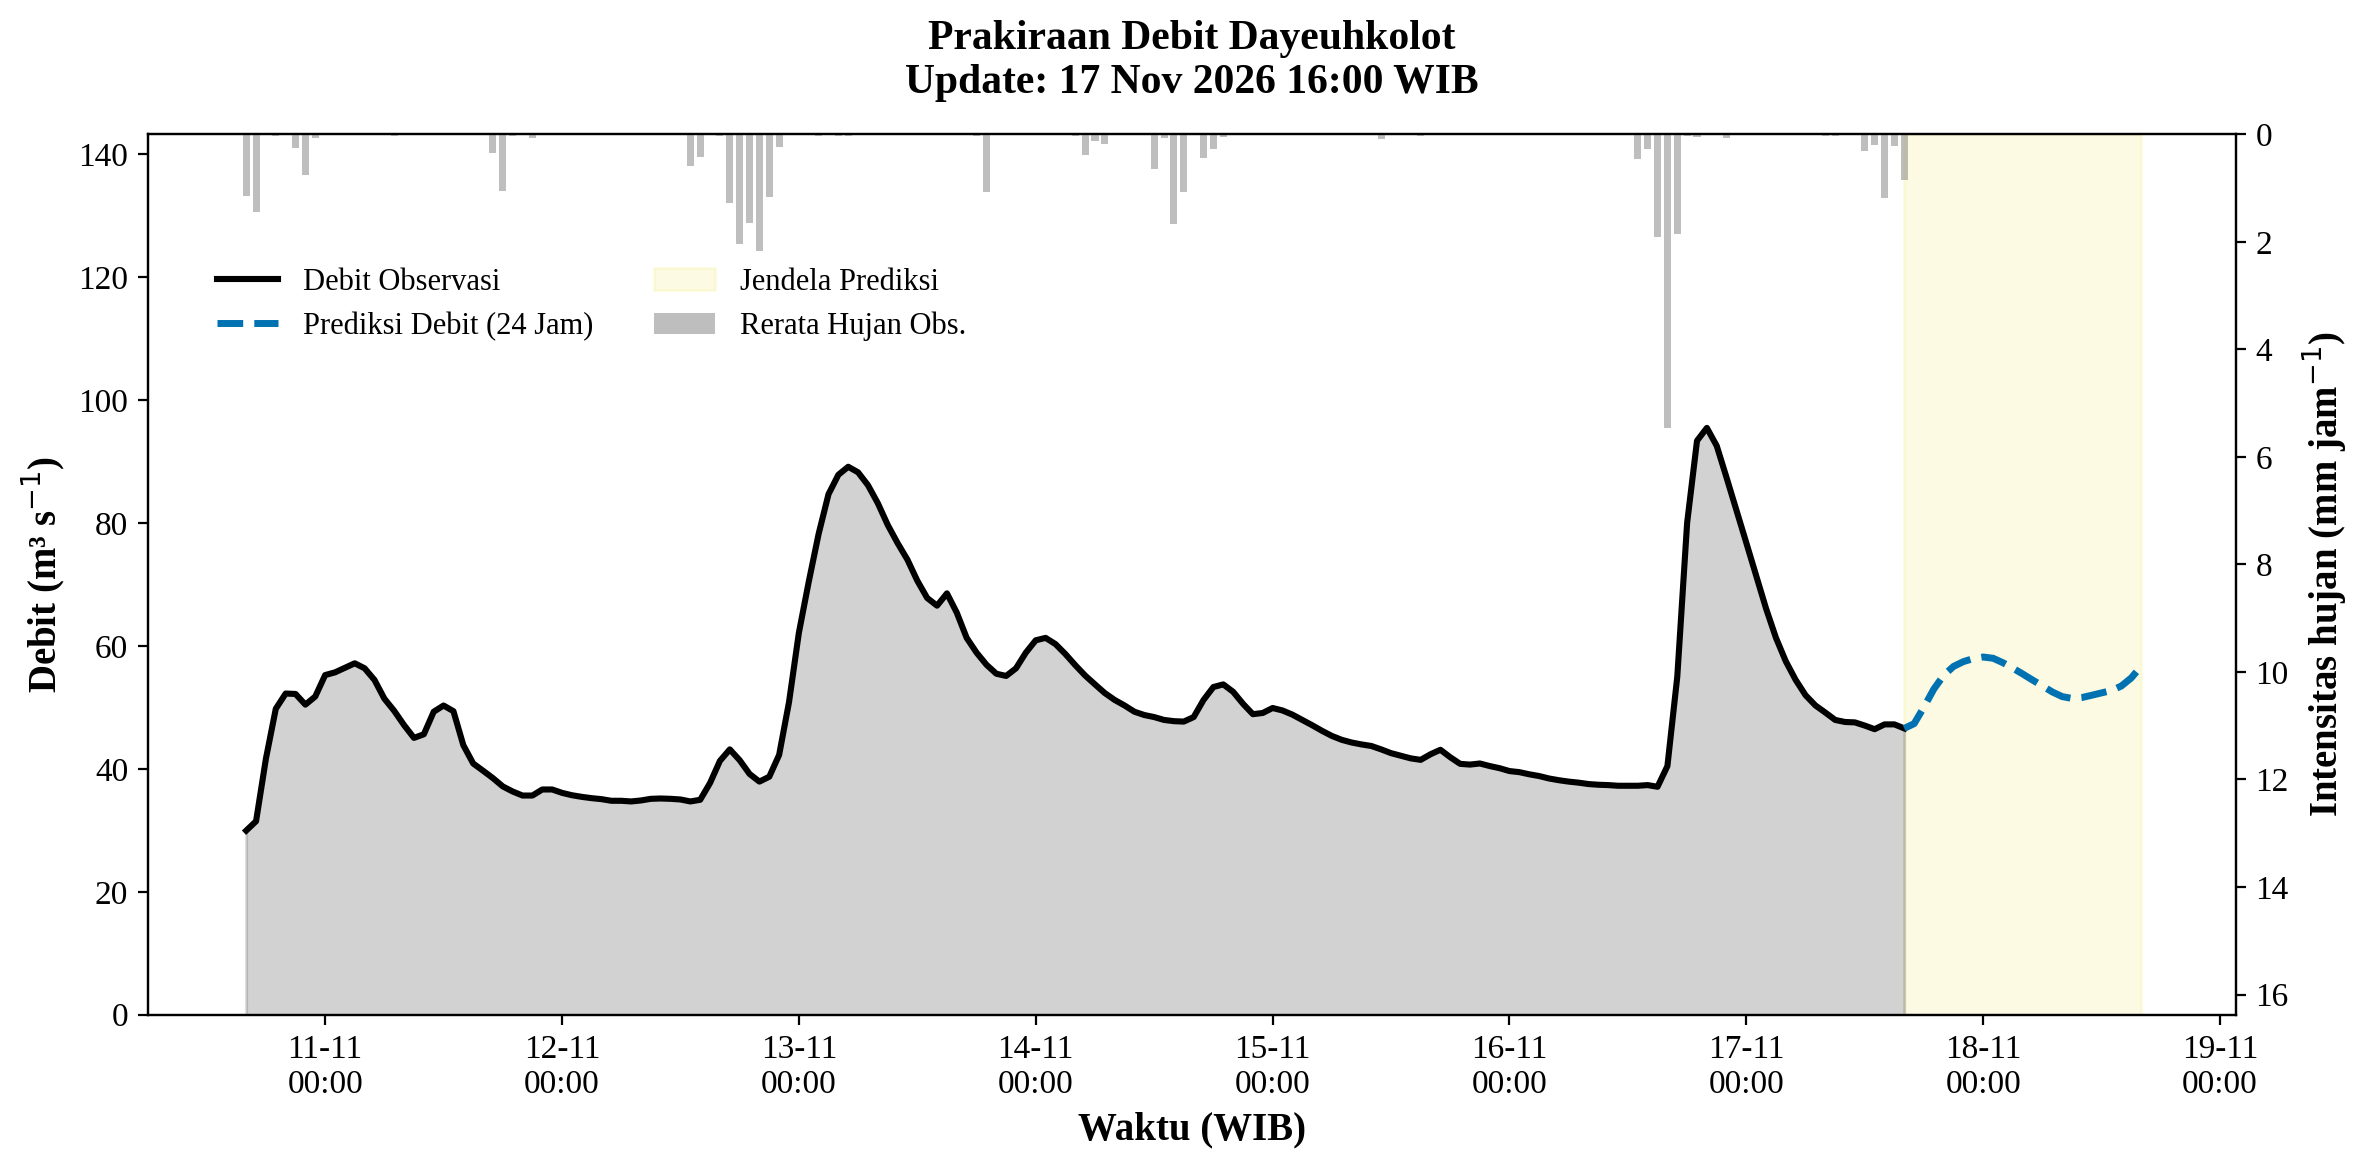 Prakiraan Debit Dayeuhkolot
Update: 17 Nov 2026 16:00 WIB
Debit (m³ s⁻¹)
140
120
100
80
60
40
20
0
Debit Observasi
Prediksi Debit (24 Jam)
Jendela Prediksi
Rerata Hujan Obs.
0
2
4
6
8
10
12
14
16
Intensitas hujan (mm jam⁻¹)
11-11 12-11 13-11 14-11 15-11 16-11 17-11 18-11 19-11
00:00 00:00 00:00 00:00 00:00 00:00 00:00 00:00 00:00
Waktu (WIB)